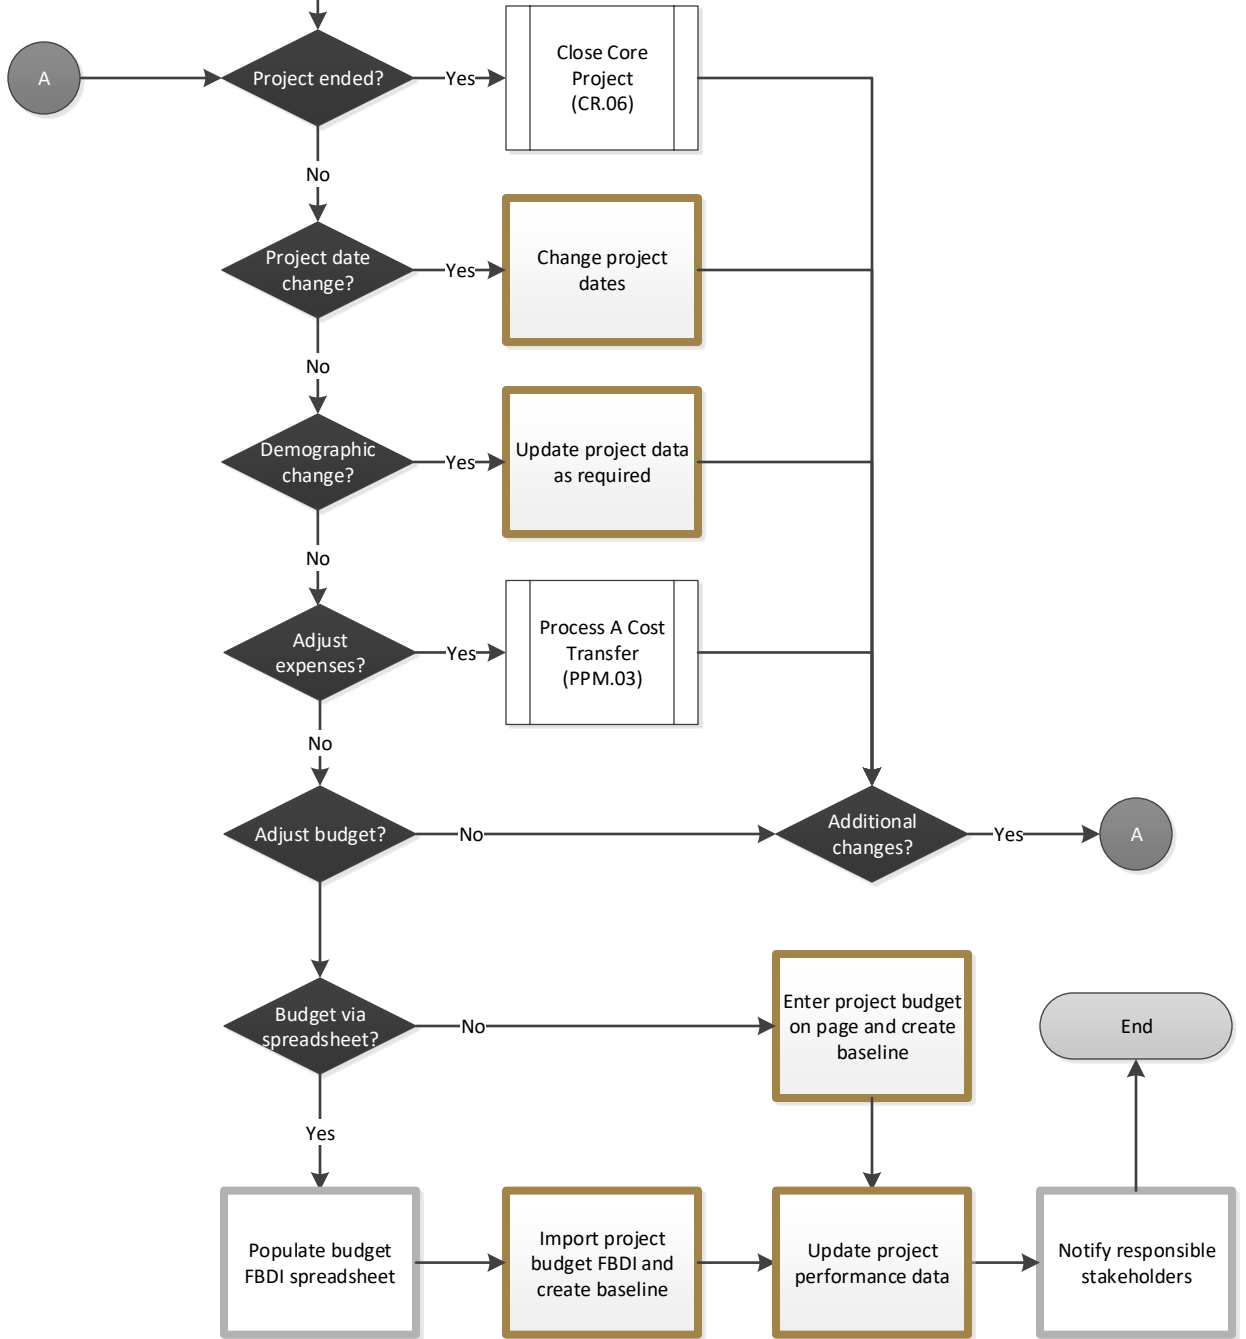 A
Project ended?
Yes
Close Core
Project
(CR.06)
No
Project date
change?
Yes
Change project
dates
No
Demographic
change?
Yes
Update project data
as required
No
Adjust
expenses?
Yes
Process A Cost
Transfer
(PPM.03)
No
Adjust budget?
No
Additional
changes?
Yes
A
Budget via
spreadsheet?
No
Enter project budget
on page and create
baseline
End
Yes
Populate budget
FBDI spreadsheet
Import project
budget FBDI and
create baseline
Update project
performance data
Notify responsible
stakeholders